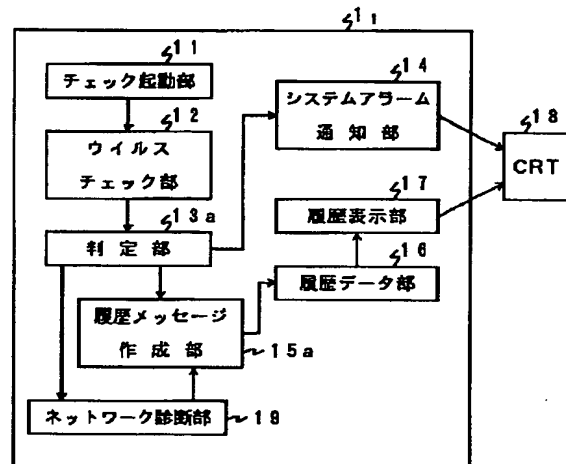 1₁
11
チェック起動部
12
ウイルス
チェック部
13a
判定部
14
システムアラーム
通知部
18
CRT
17
履歴表示部
16
履歴データ部
履歴メッセージ
作成部
15a
ネットワーク診断部
19